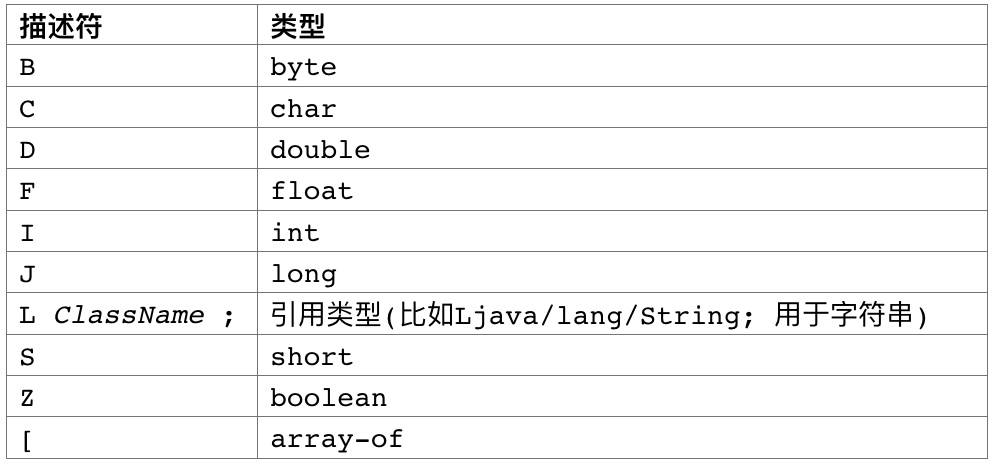 描述符 类型
B byte
C char
D double
F float
I int
J long
L ClassName ; 引用类型(比如Ljava/lang/String; 用于字符串)
S short
Z boolean
[ array-of